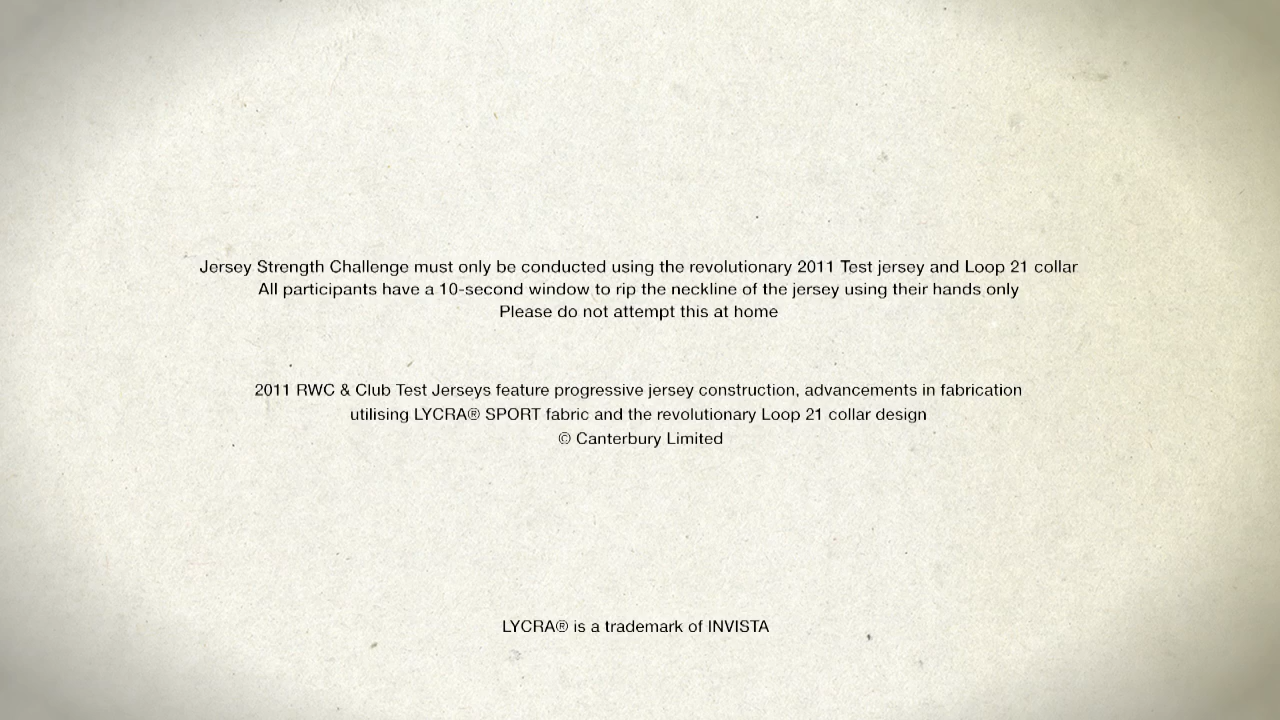 Jersey Strength Challenge must only be conducted using the revolutionary 2011 Test jersey and Loop 21 collar
All participants have a 10-second window to rip the neckline of the jersey using their hands only
Please do not attempt this at home
2011 RWC & Club Test Jerseys feature progressive jersey construction, advancements in fabrication
utilising LYCRA® SPORT fabric and the revolutionary Loop 21 collar design
© Canterbury Limited
LYCRA® is a trademark of INVISTA